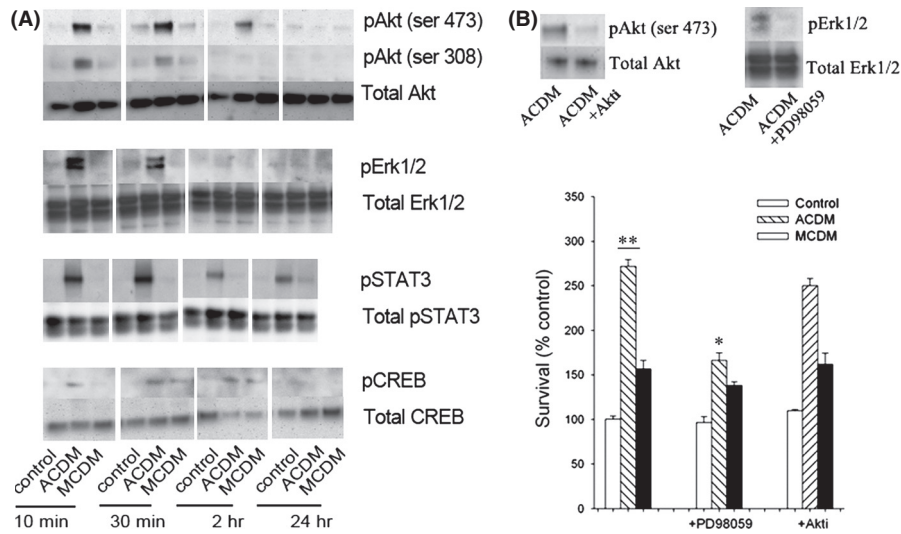 (A)
pAkt (ser 473)
pAkt (ser 308)
Total Akt
pErk1/2
Total Erk1/2
pSTAT3
Total pSTAT3
pCREB
Total CREB
control ACDM MCDM control ACDM MCDM control ACDM MCDM control ACDM MCDM
10 min 30 min 2 hr 24 hr
(B)
pAkt (ser 473)
Total Akt
ACDM ACDM +Akti
pErk1/2
Total Erk1/2
ACDM ACDM +PD98059
Survival (% control)
350
300
250
200
150
100
50
0
Control
ACDM
MCDM
**
*
+PD98059 +Akti